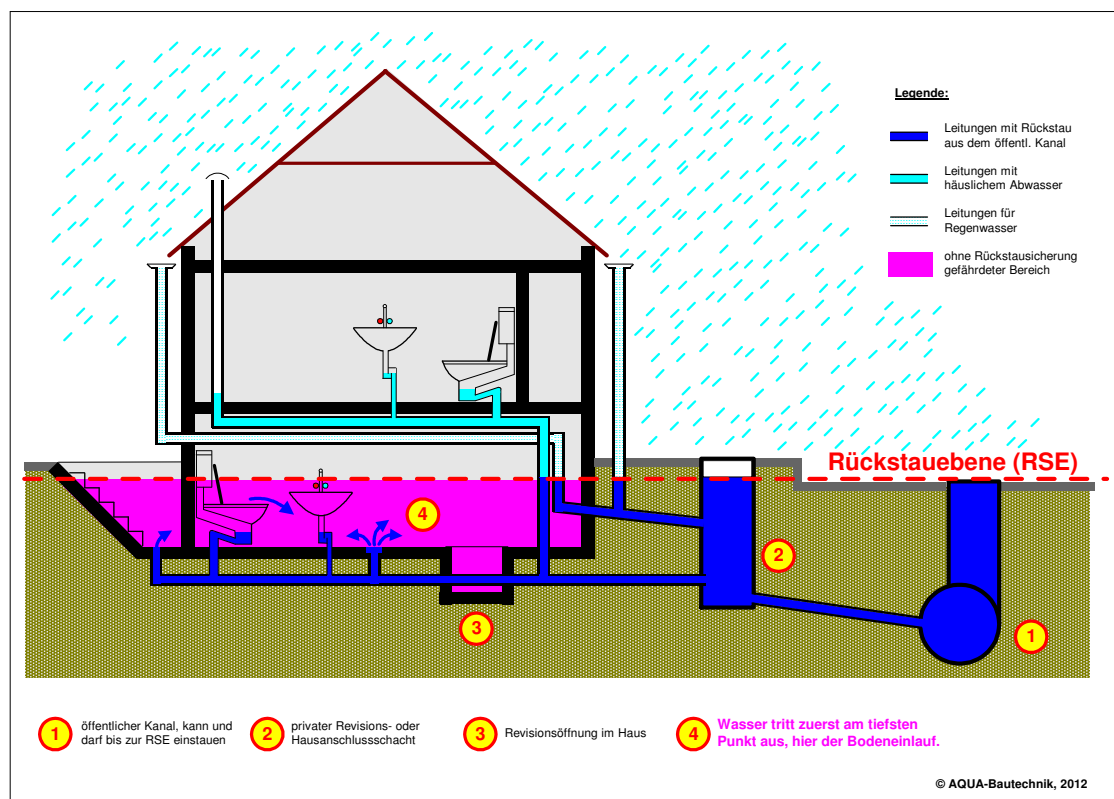 Legende:
Leitungen mit Rückstau
aus dem öffentl. Kanal
Leitungen mit
häuslichem Abwasser
Leitungen für
Regenwasser
ohne Rückstausicherung
gefährdeter Bereich
Rückstauebene (RSE)
4
2
3
1
1
öffentlicher Kanal, kann und
darf bis zur RSE einstauen
2
privater Revisions- oder
Hausanschlussschacht
3
Revisionsöffnung im Haus
4
Wasser tritt zuerst am tiefsten
Punkt aus, hier der Bodeneinlauf.
© AQUA-Bautechnik, 2012